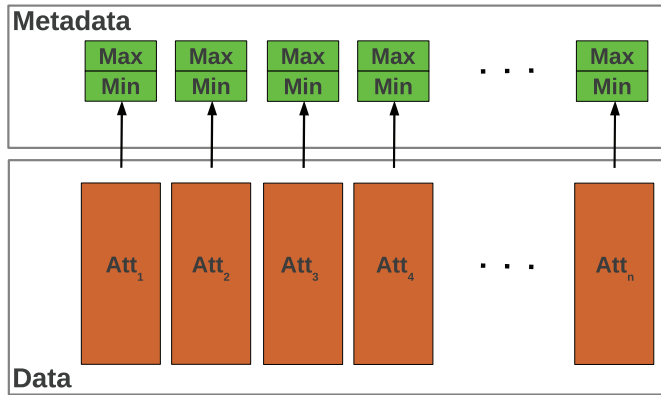 Metadata
Max Max Max Max . . . Max
Min Min Min Min Min
Att1 Att2 Att3 Att4 . . . Attn
Data